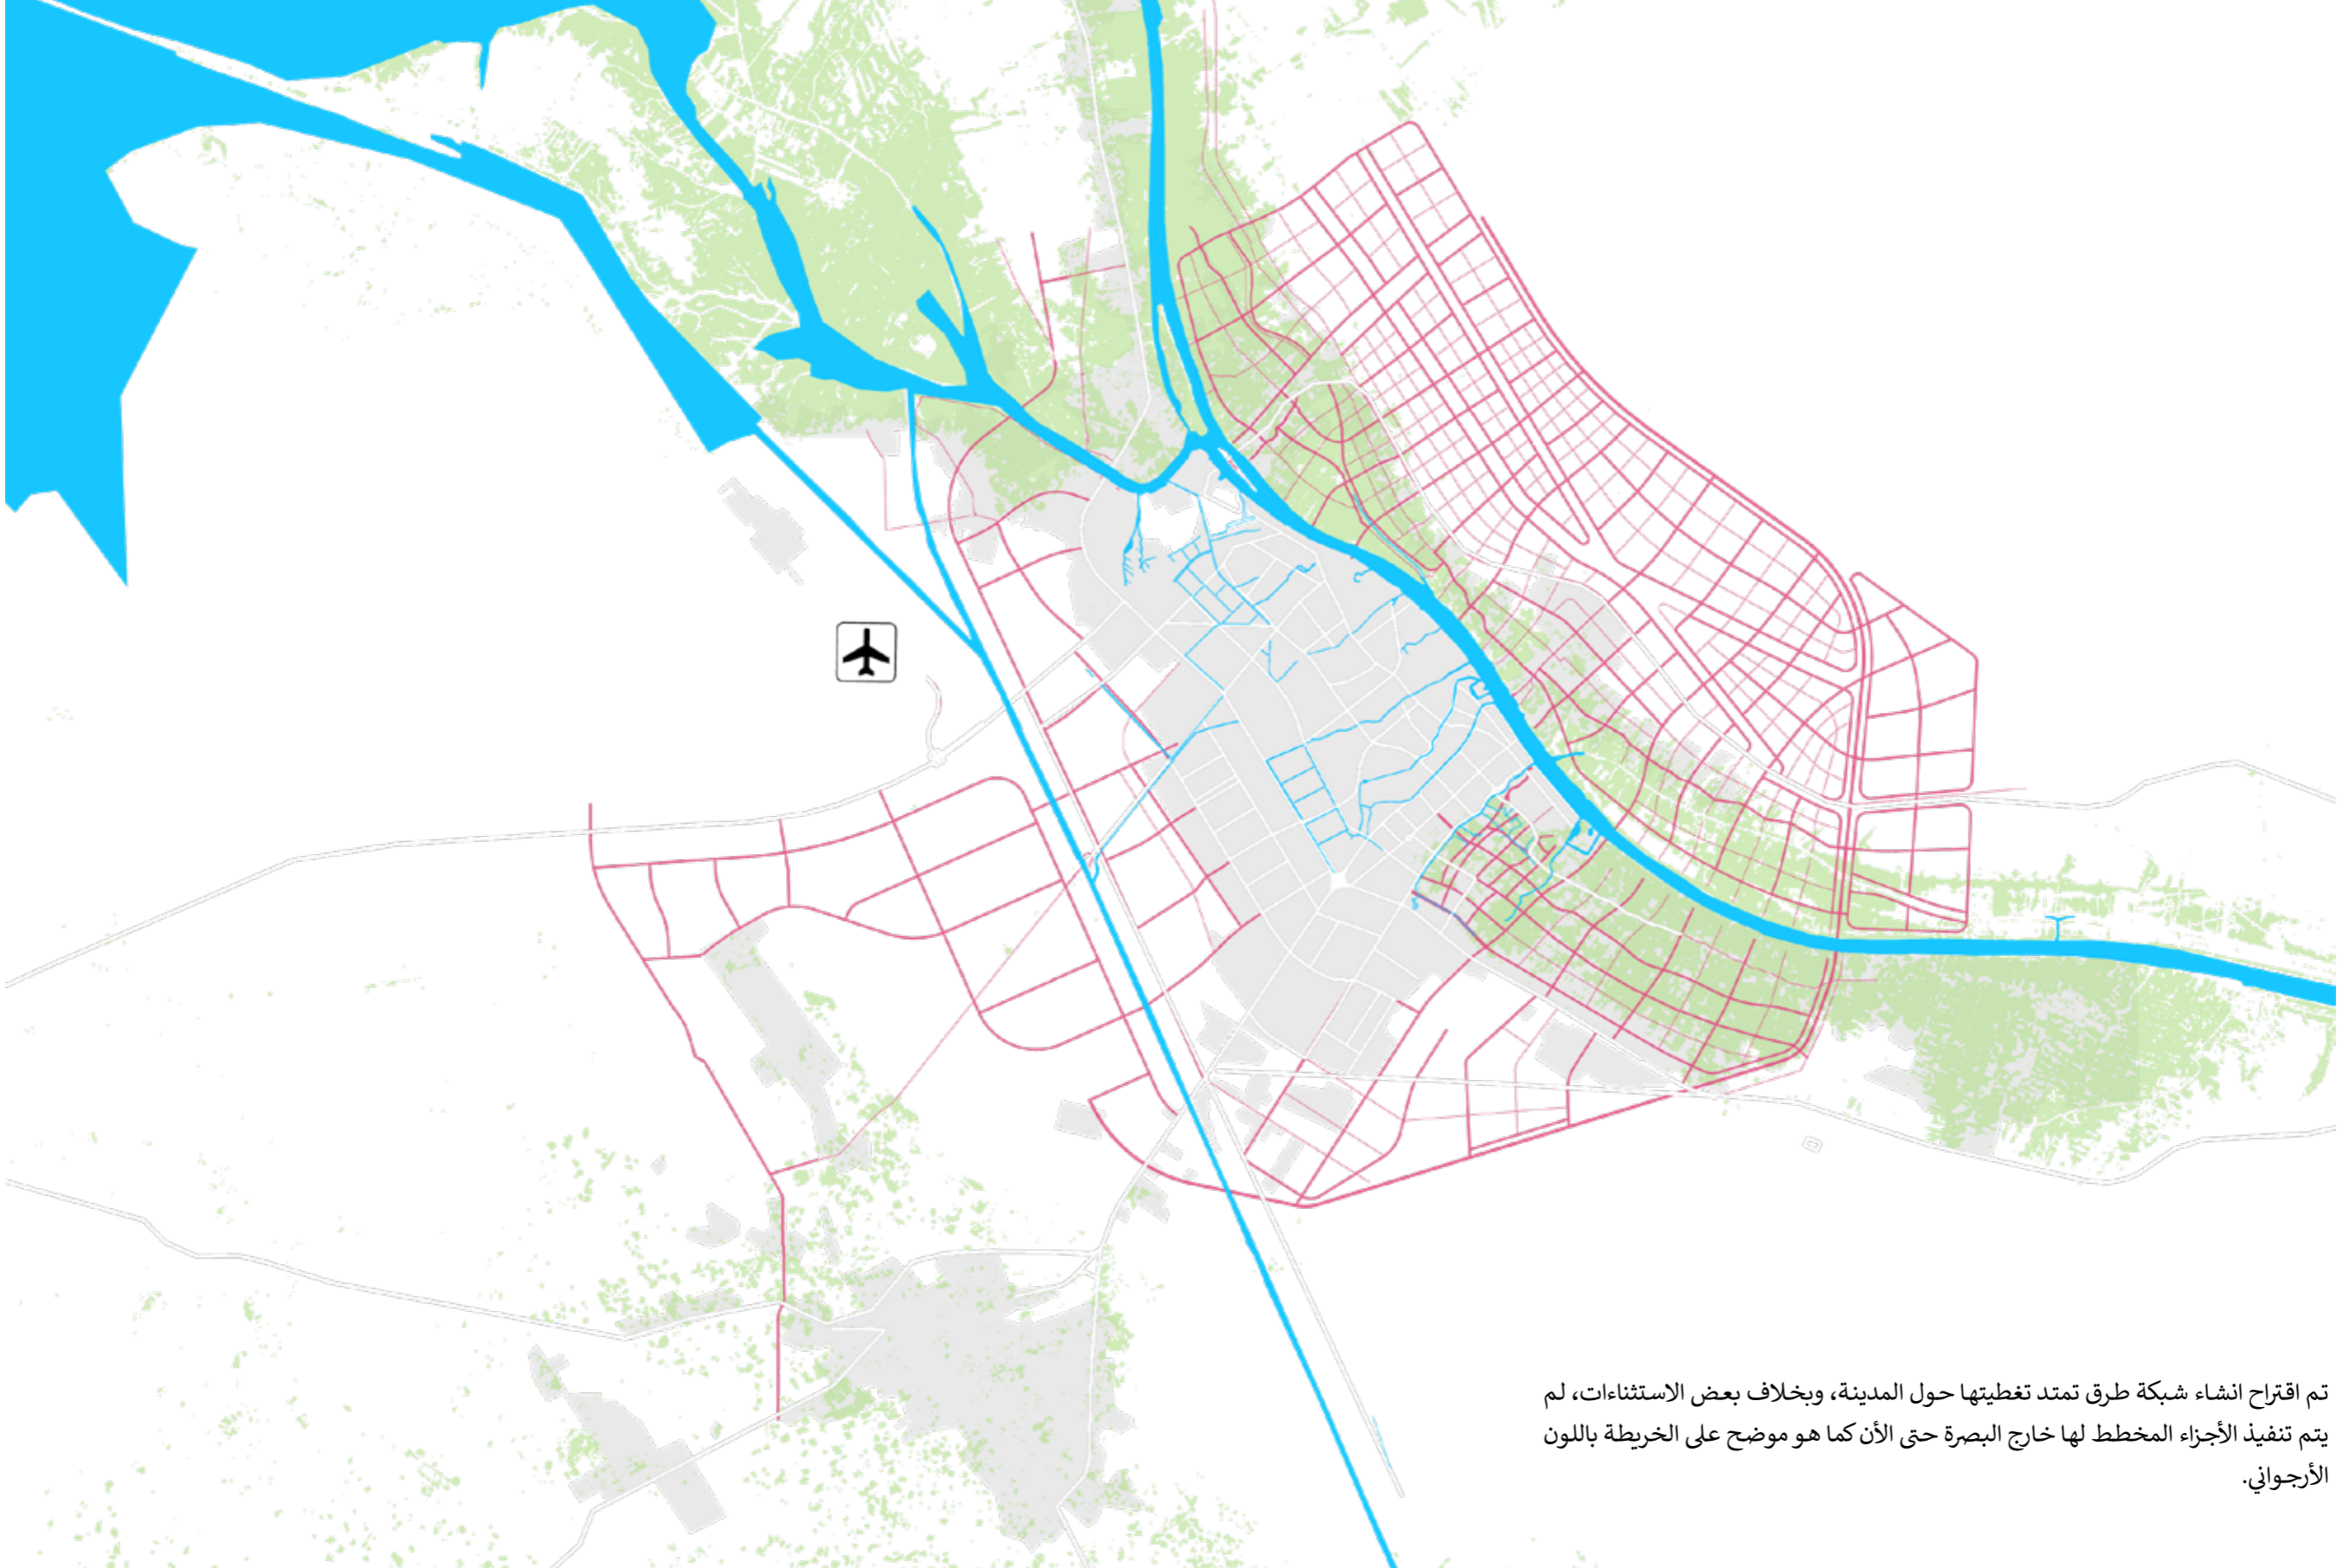 تم اقتراح انشاء شبكة طرق تمتد تغطيتها حول المدينة، وبخلاف بعض الاستثناءات، لم
يتم تنفيذ الأجزاء المخطط لها خارج البصرة حتى الأن كما هو موضح على الخريطة باللون
الأرجواني.